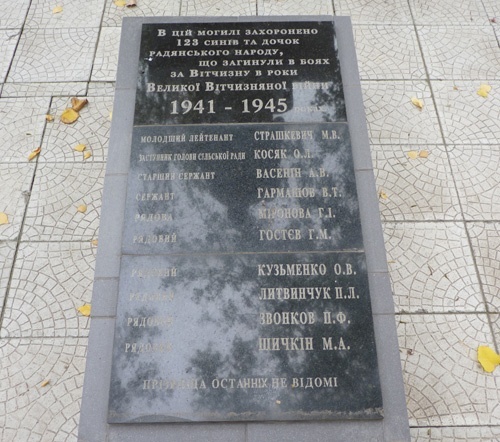 В ЦІЙ МОГИЛІ ЗАХОРОНЕНО
123 СИНІВ ТА ДОЧОК
РАДЯНСЬКОГО НАРОДУ,
ЩО ЗАГИНУЛИ В БОЯХ
ЗА ВІТЧИЗНУ В РОКИ
ВЕЛИКОЇ ВІТЧИЗНЯНОЇ ВІЙНИ
1941 - 1945
МОЛОДШИЙ ЛЕЙТЕНАНТ СТРАШКЕВИЧ М.В.
ЗАСТУПНИК ГОЛОВИ СІЛЬСЬКОЇ РАДИ КОСЯК О.Л.
СТАРШИЙ СЕРЖАНТ ВАСЕНІН А.В.
СЕРЖАНТ ГАРМАШОВ В.Т.
РЯДОВА МІРОНОВА Г.І.
РЯДОВИЙ ГОСТЄВ Г.М.
РЯДОВИЙ КУЗЬМЕНКО О.В.
РЯДОВИЙ ЛИТВИНЧУК П.Л.
РЯДОВИЙ ЗВОНКОВ П.Ф.
РЯДОВИЙ ШИЧКІН М.А.
ПРІЗВИЩА ОСТАННІХ НЕ ВІДОМІ